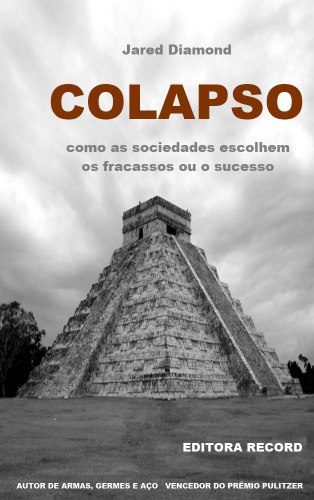 Jared Diamond
COLAPSO
como as sociedades escolhem
os fracassos ou o sucesso
EDITORA RECORD
AUTOR DE ARMAS, GERMES E AÇO VENCEDOR DO PRÉMIO PULITZER